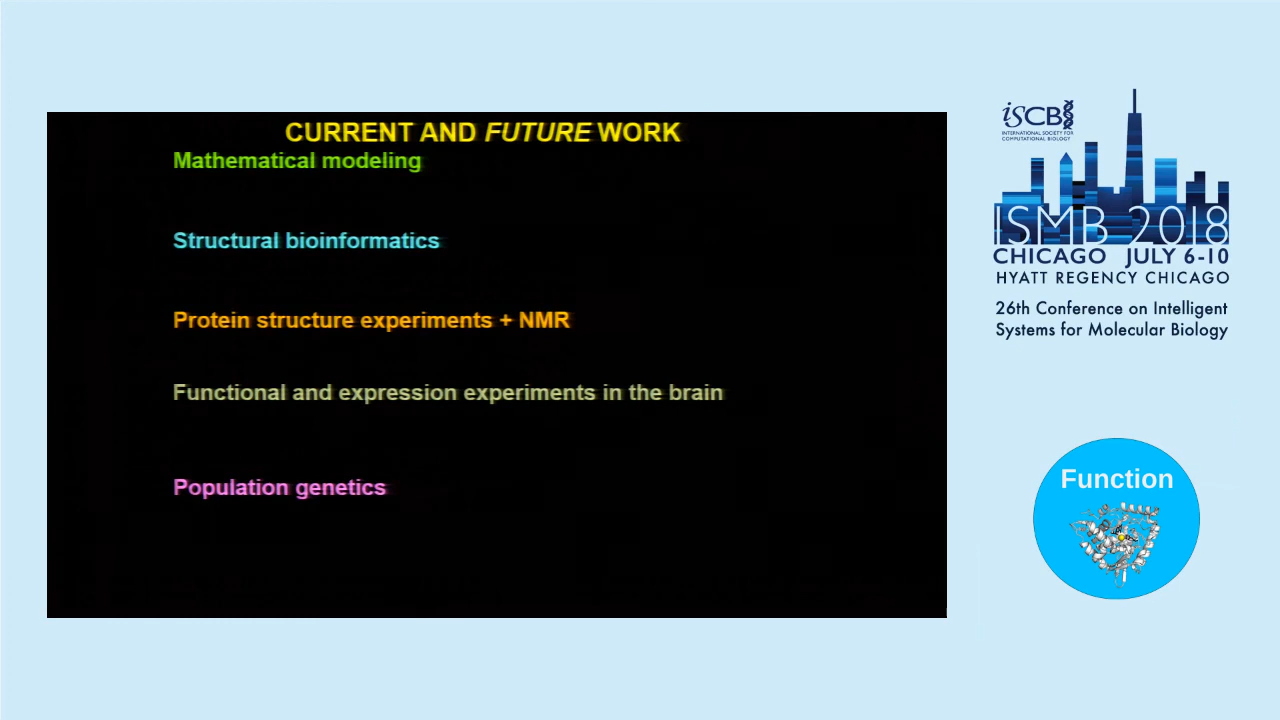 CURRENT AND FUTURE WORK
Mathematical modeling
Structural bioinformatics
Protein structure experiments + NMR
Functional and expression experiments in the brain
Population genetics
iSCB
INTERNATIONAL SOCIETY FOR
COMPUTATIONAL BIOLOGY
ISMB 2018
CHICAGO JULY 6-10
HYATT REGENCY CHICAGO
26th Conference on Intelligent
Systems for Molecular Biology
Function